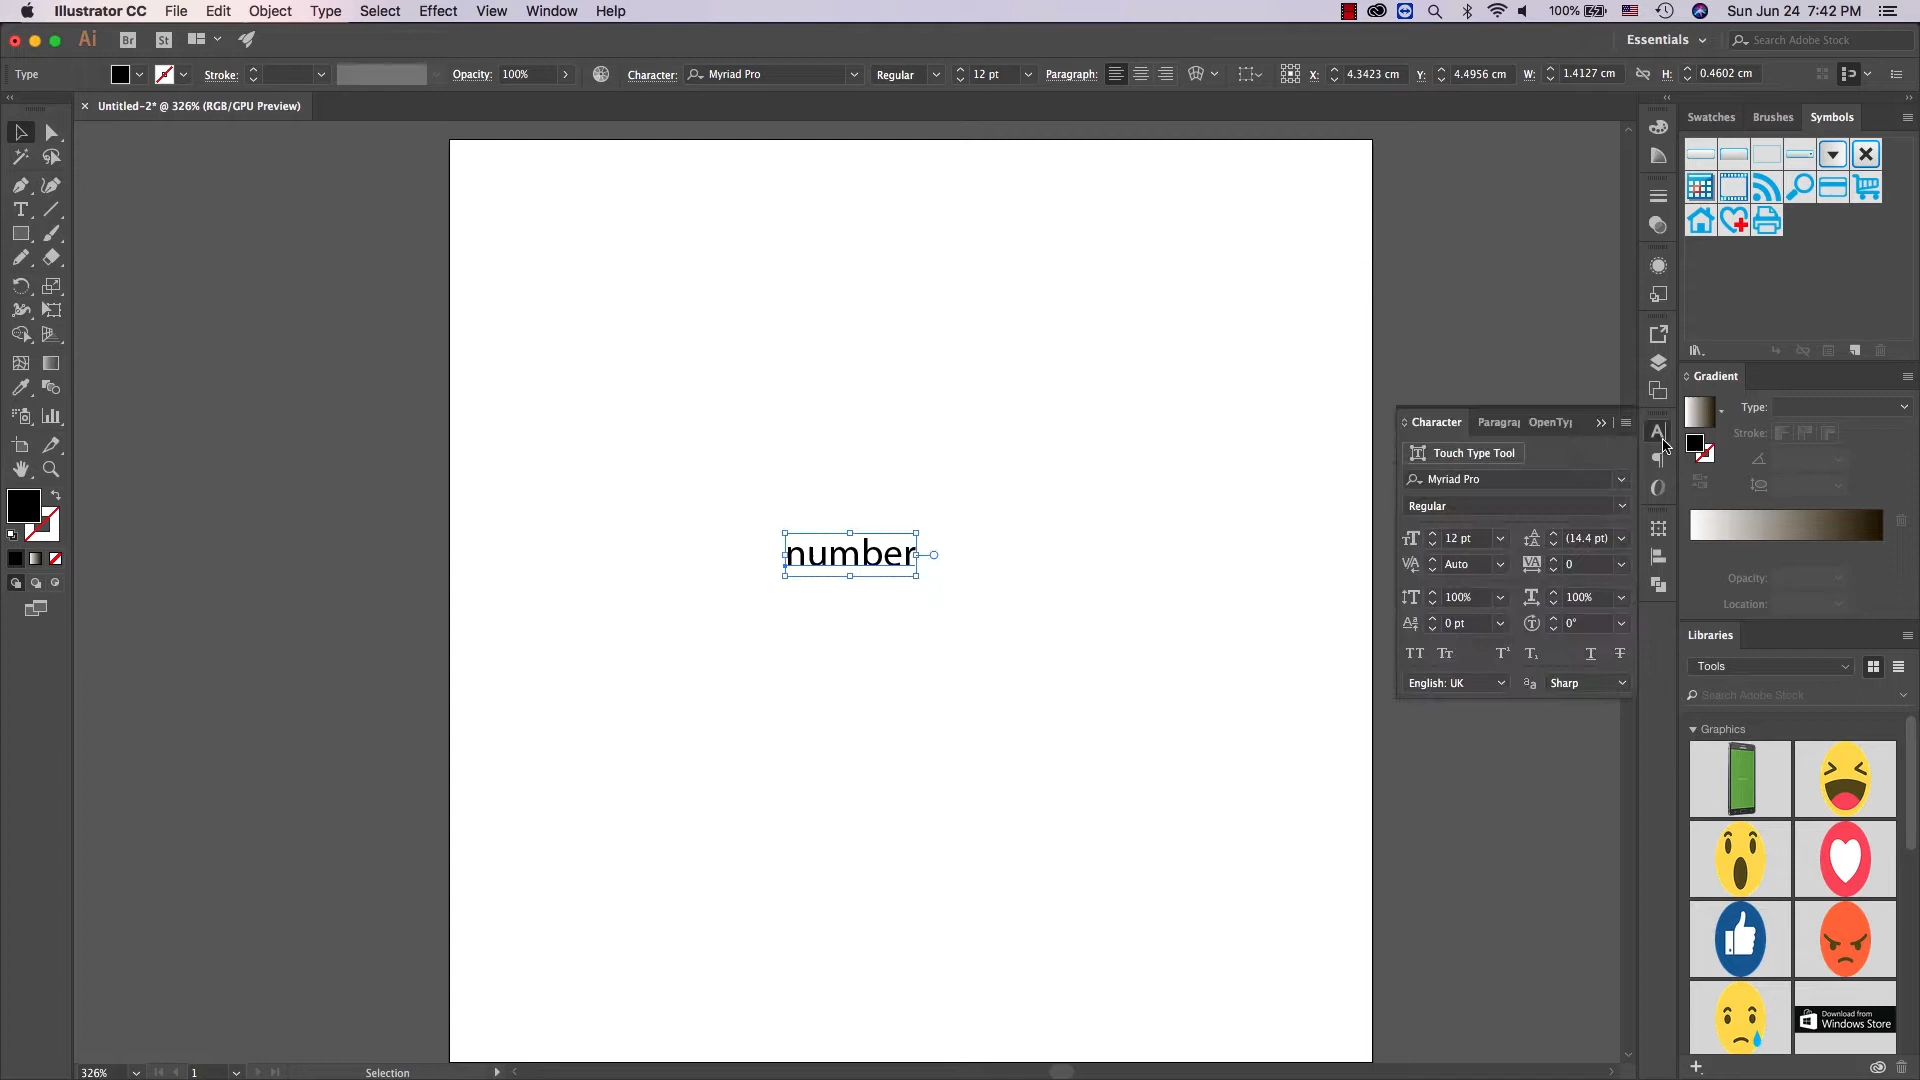 Illustrator CC File Edit Object Type Select Effect View Window Help 100% Sun Jun 24 7:42 PM
Ai Br St Essentials Search Adobe Stock
Type Stroke: Opacity: 100% Character: Myriad Pro Regular 12 pt Paragraph: X: 4.3423 cm Y: 4.4956 cm W: 1.4127 cm H: 0.4602 cm
Untitled-2* @ 326% (RGB/GPU Preview)
Swatches Brushes Symbols
Gradient
Type:
Stroke:
Opacity:
Location:
Character Paragraj OpenTyp
Touch Type Tool
Myriad Pro
Regular
12 pt (14.4 pt)
Auto 0
100% 100%
0 pt 0°
English: UK Sharp
number
Libraries
Tools
Search Adobe Stock
Graphics
Download from
Windows Store
326% 1 Selection